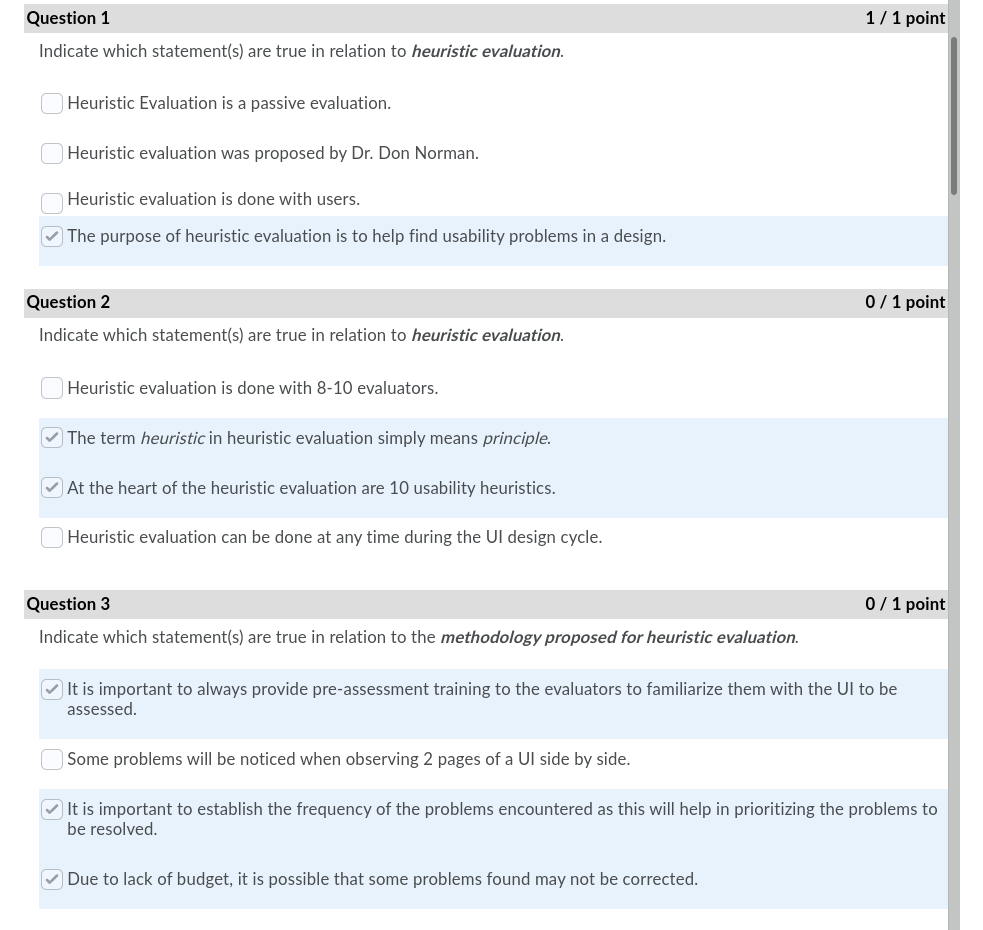 Question 1
1 / 1 point
Indicate which statement(s) are true in relation to heuristic evaluation.
Heuristic Evaluation is a passive evaluation.
Heuristic evaluation was proposed by Dr. Don Norman.
Heuristic evaluation is done with users.
The purpose of heuristic evaluation is to help find usability problems in a design.
Question 2
0 / 1 point
Indicate which statement(s) are true in relation to heuristic evaluation.
Heuristic evaluation is done with 8-10 evaluators.
The term heuristic in heuristic evaluation simply means principle.
At the heart of the heuristic evaluation are 10 usability heuristics.
Heuristic evaluation can be done at any time during the UI design cycle.
Question 3
0 / 1 point
Indicate which statement(s) are true in relation to the methodology proposed for heuristic evaluation.
It is important to always provide pre-assessment training to the evaluators to familiarize them with the UI to be
assessed.
Some problems will be noticed when observing 2 pages of a UI side by side.
It is important to establish the frequency of the problems encountered as this will help in prioritizing the problems to
be resolved.
Due to lack of budget, it is possible that some problems found may not be corrected.